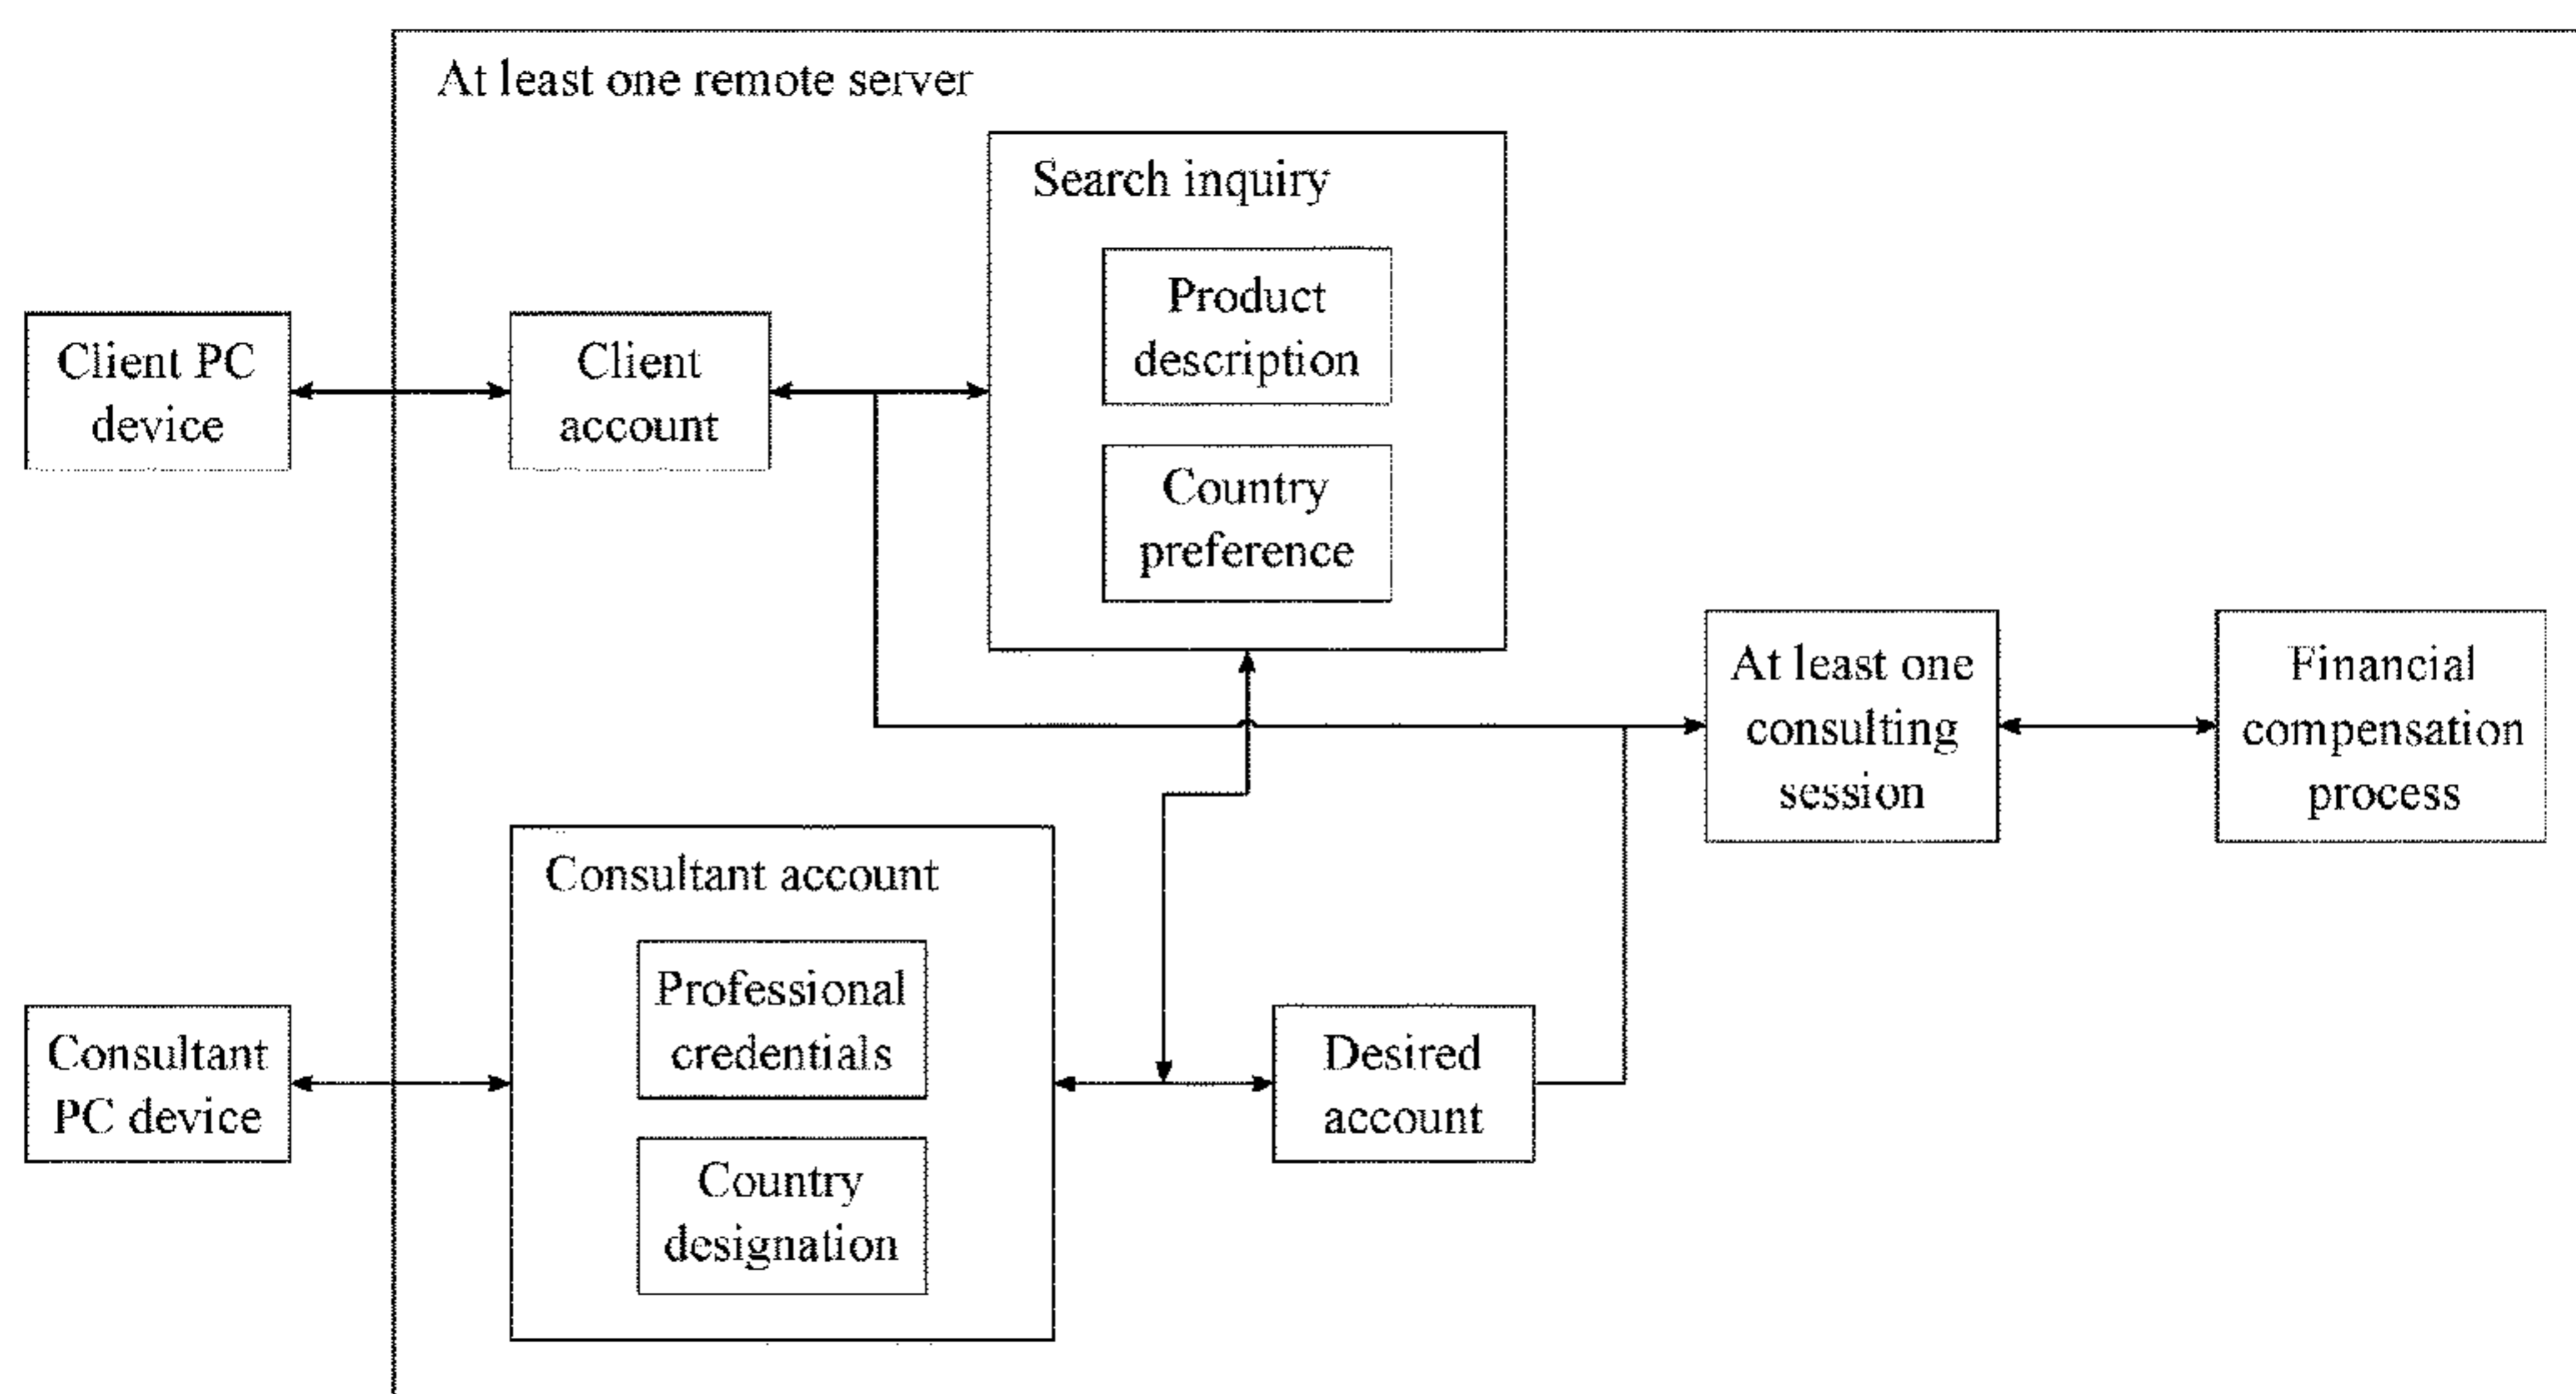 At least one remote server
Search inquiry
Product
description
Country
preference
Client PC
device
Client
account
At least one
consulting
session
Financial
compensation
process
Consultant account
Professional
credentials
Country
designation
Consultant
PC device
Desired
account